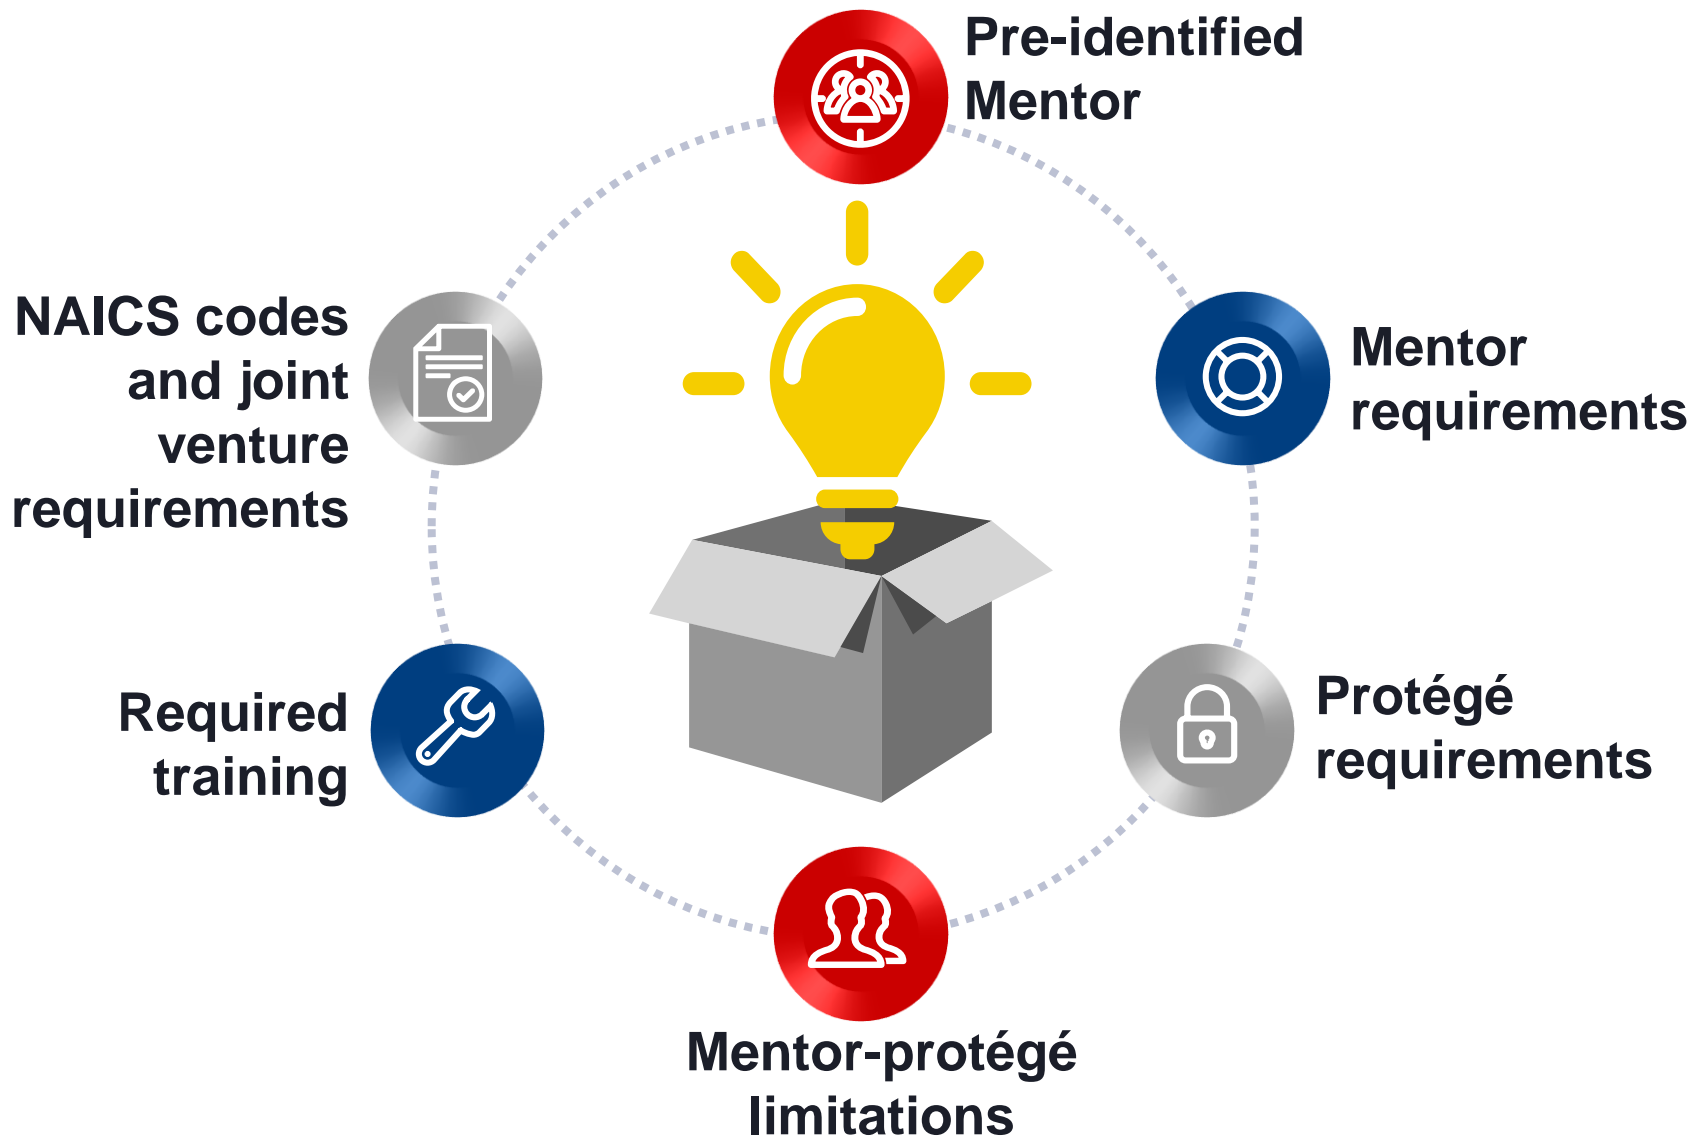 Pre-identified
Mentor
Mentor
requirements
Protégé
requirements
Mentor-protégé
limitations
Required
training
NAICS codes
and joint
venture
requirements